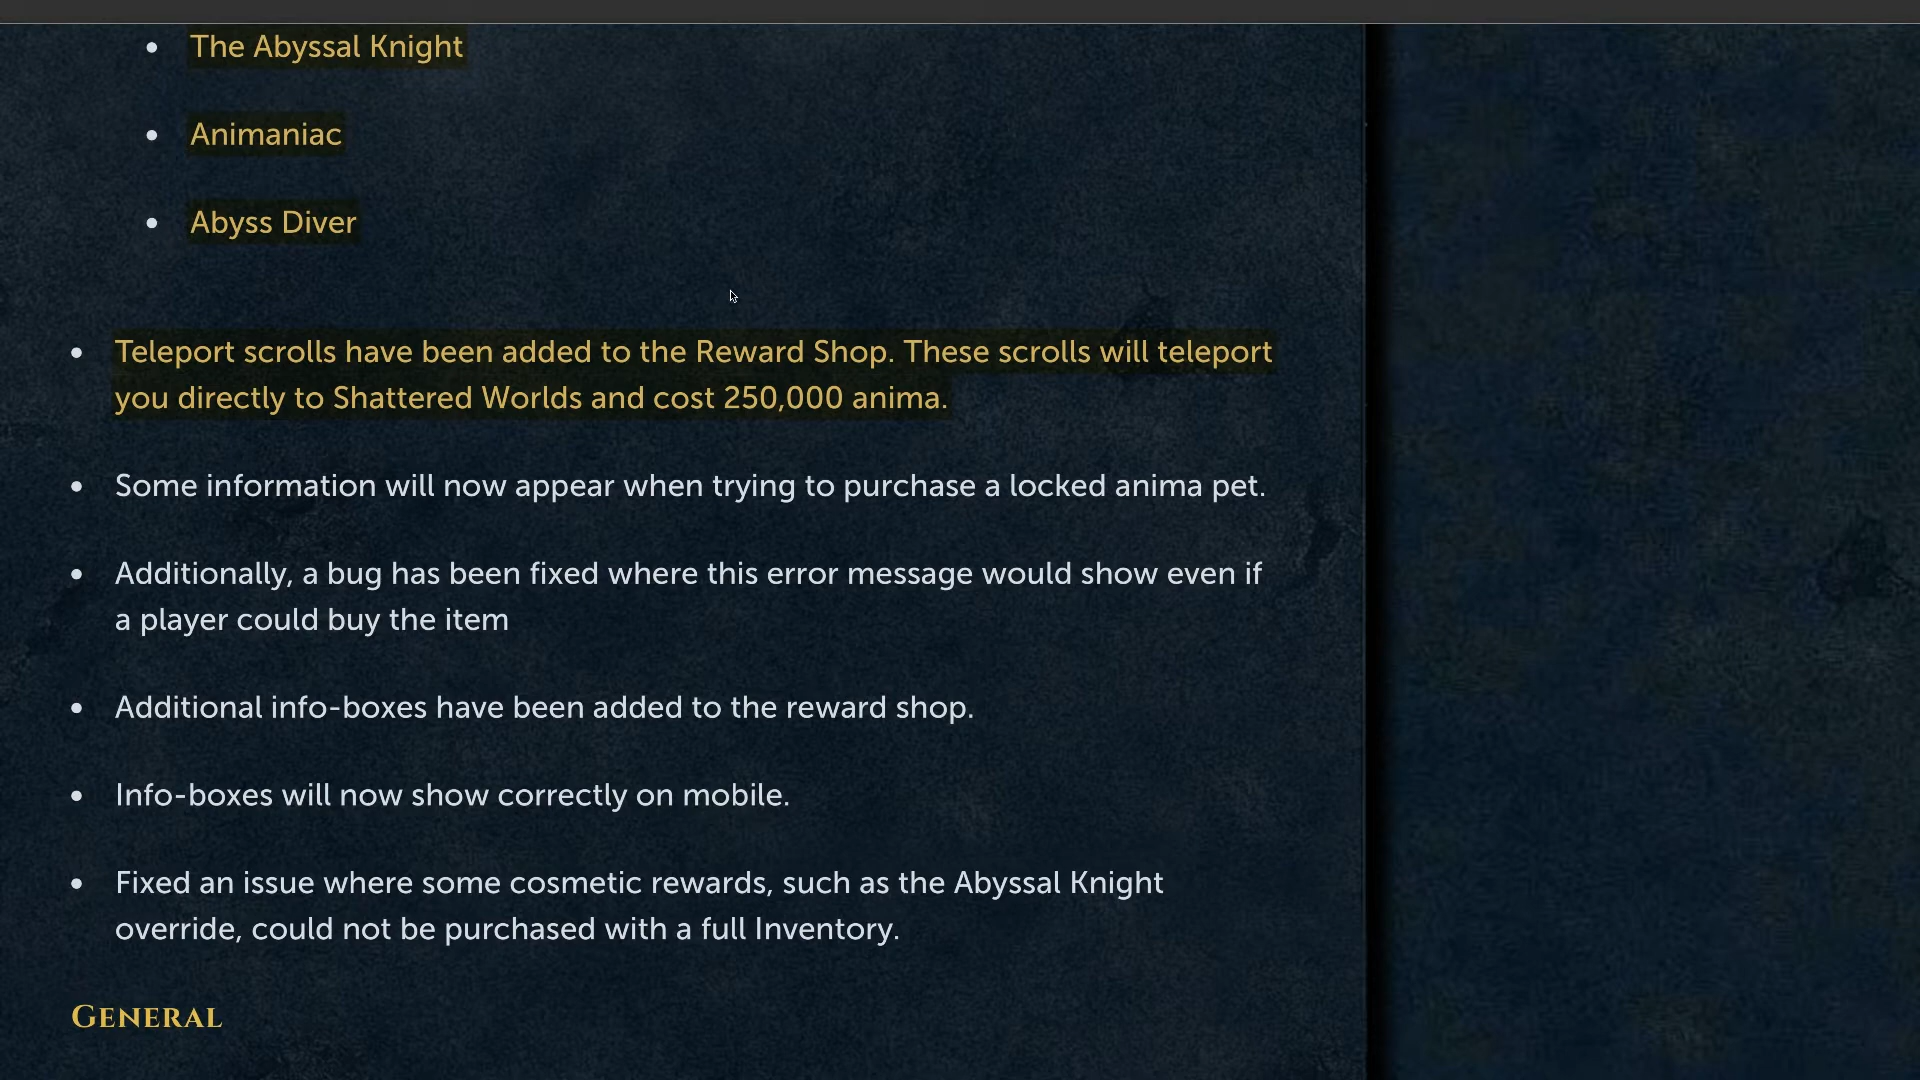 The Abyssal Knight
Animaniac
Abyss Diver
Teleport scrolls have been added to the Reward Shop. These scrolls will teleport
you directly to Shattered Worlds and cost 250,000 anima.
Some information will now appear when trying to purchase a locked anima pet.
Additionally, a bug has been fixed where this error message would show even if
a player could buy the item
Additional info-boxes have been added to the reward shop.
Info-boxes will now show correctly on mobile.
Fixed an issue where some cosmetic rewards, such as the Abyssal Knight
override, could not be purchased with a full Inventory.
General